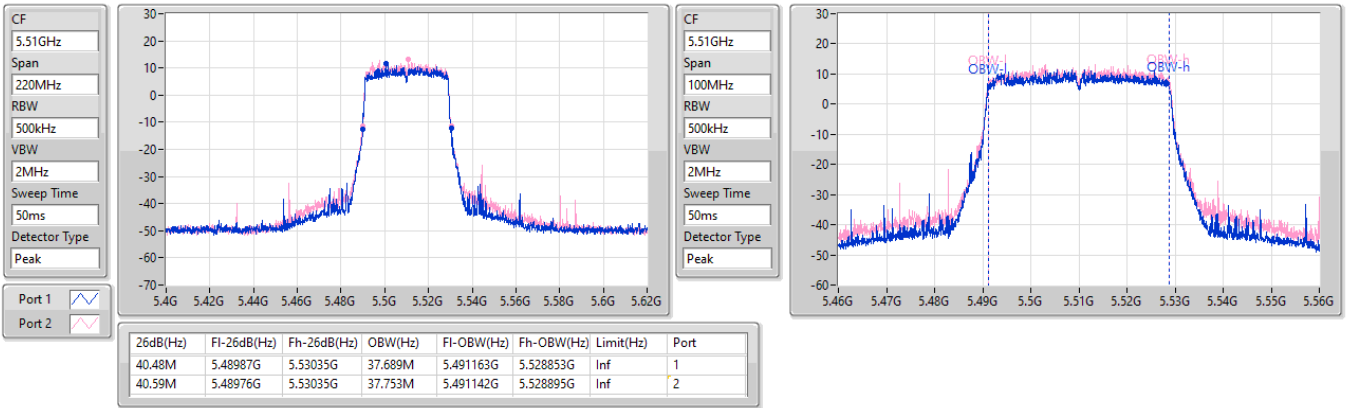 CF
5.51GHz
Span
220MHz
RBW
500kHz
VBW
2MHz
Sweep Time
50ms
Detector Type
Peak
Port 1
Port 2
30
20
10
0
-10
-20
-30
-40
-50
-60
-70
5.4G 5.42G 5.44G 5.46G 5.48G 5.5G 5.52G 5.54G 5.56G 5.58G 5.6G 5.62G
CF
5.51GHz
Span
100MHz
RBW
500kHz
VBW
2MHz
Sweep Time
50ms
Detector Type
Peak
30
20
10
0
-10
-20
-30
-40
-50
-60
OBW-l OBW-h
OBW-l OBW-h
5.46G 5.47G 5.48G 5.49G 5.5G 5.51G 5.52G 5.53G 5.54G 5.55G 5.56G
26dB(Hz) Fl-26dB(Hz) Fh-26dB(Hz) OBW(Hz) Fl-OBW(Hz) Fh-OBW(Hz) Limit(Hz) Port
40.48M 5.48987G 5.53035G 37.689M 5.491163G 5.528853G Inf 1
40.59M 5.48976G 5.53035G 37.753M 5.491142G 5.528895G Inf 2